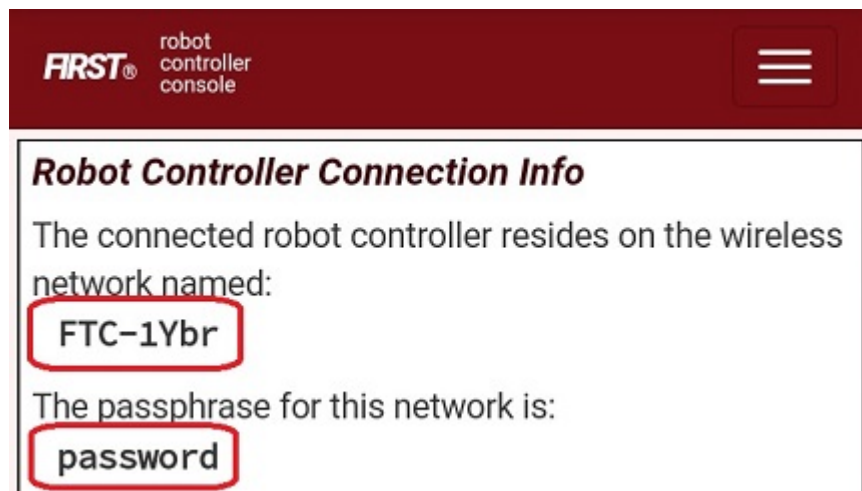 FIRST®
robot
controller
console
Robot Controller Connection Info
The connected robot controller resides on the wireless
network named:
FTC-1Ybr
The passphrase for this network is:
password